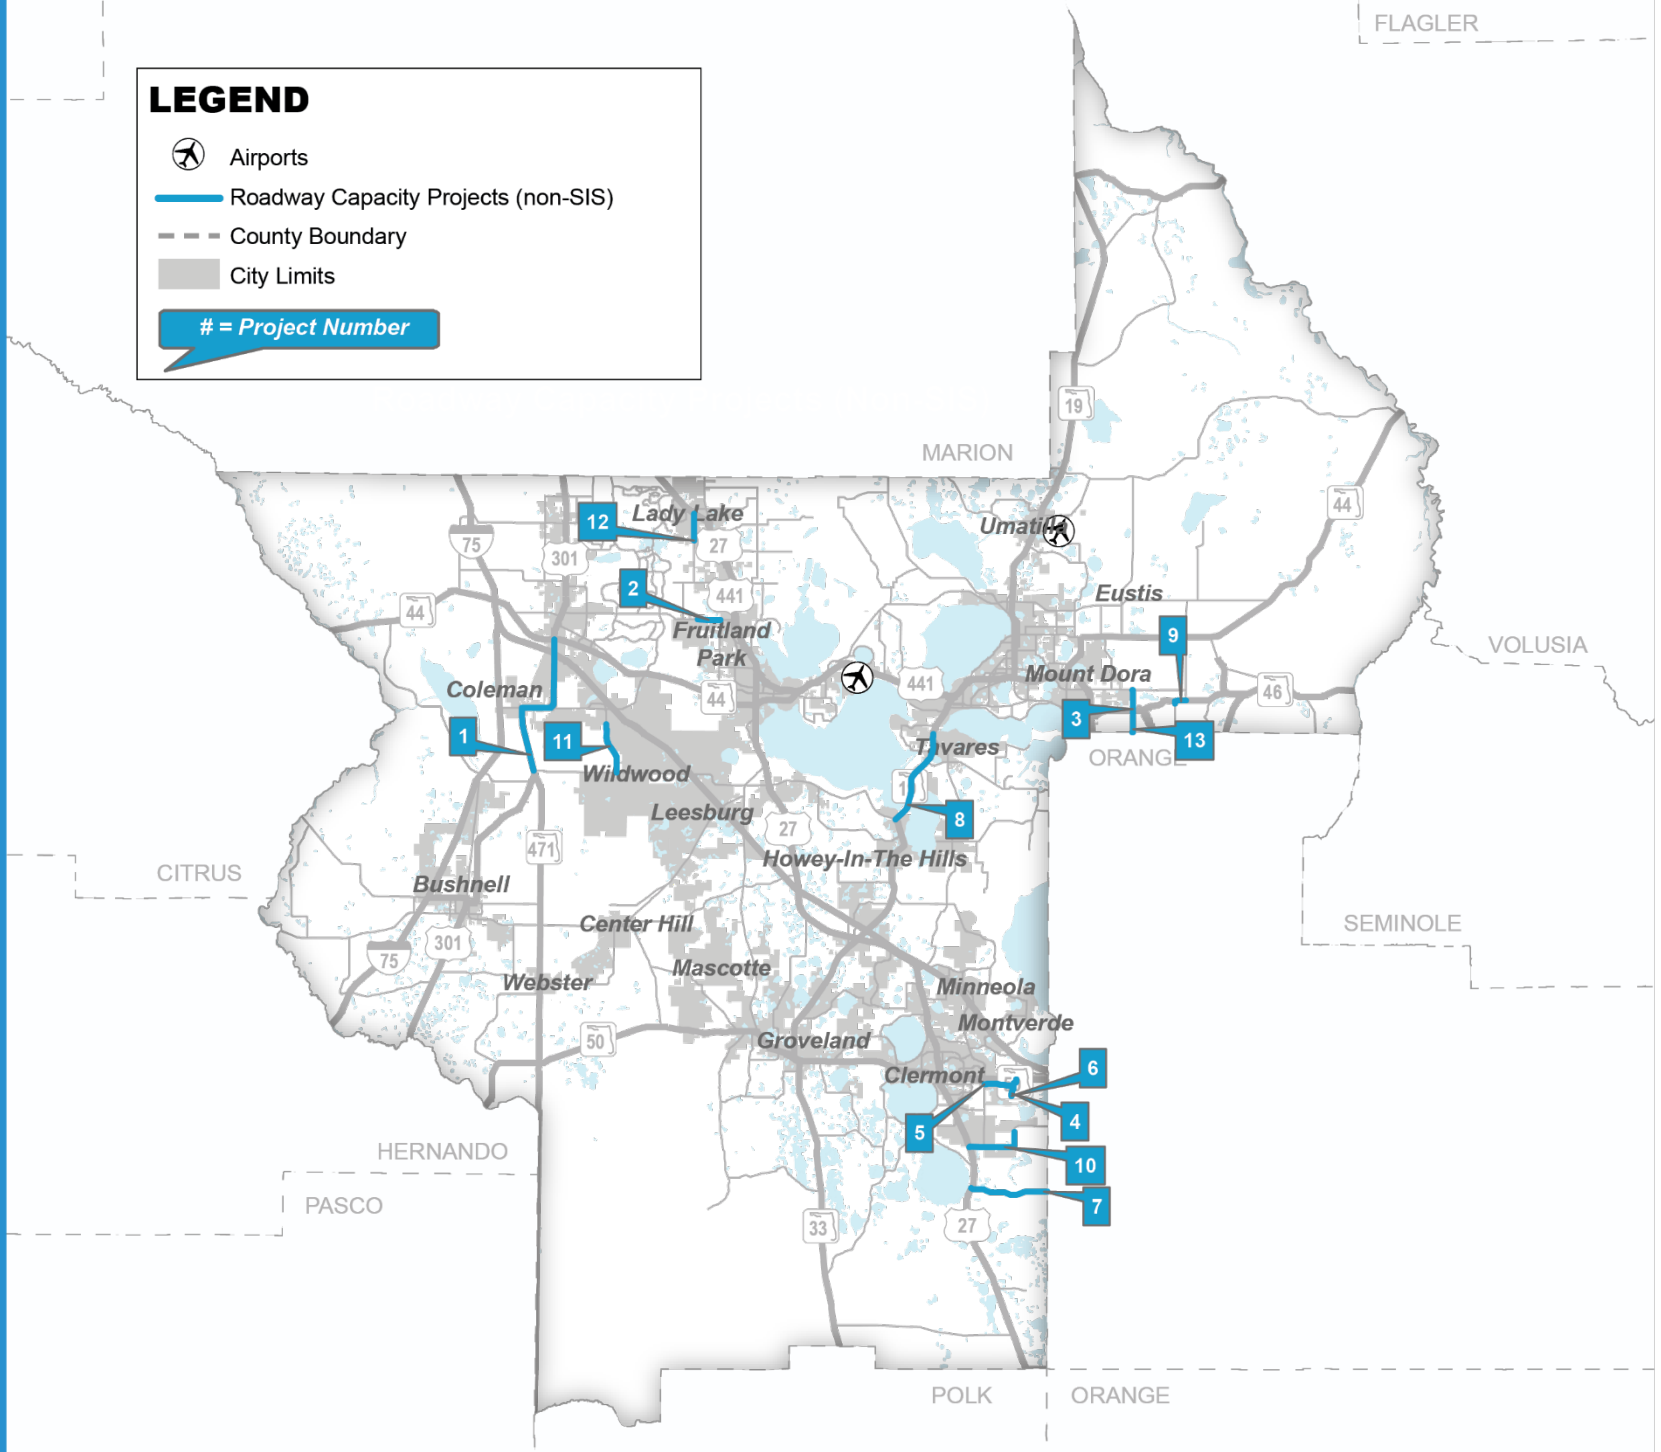 FLAGLER
LEGEND
Airports
Roadway Capacity Projects (non-SIS)
County Boundary
City Limits
# = Project Number
19
MARION
44
12
Lady Lake
Umatilla
75
301
27
2
441
Eustis
44
Fruitland
Park
9
VOLUSIA
Coleman
44
441
Mount Dora
46
1
11
3
13
Tavares
ORANGE
Wildwood
Leesburg
8
27
471
Howey-In-The Hills
CITRUS
Bushnell
Center Hill
SEMINOLE
301
75
Mascotte
Webster
Minneola
Montverde
50
Groveland
Clermont
6
5
4
HERNANDO
10
PASCO
7
33
27
POLK
ORANGE